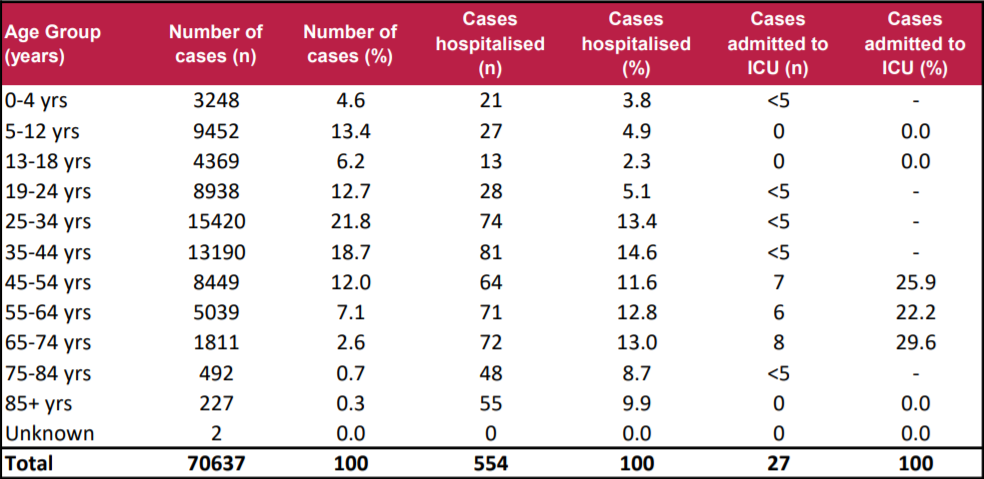 Age Group (years) Number of cases (n) Number of cases (%) Cases hospitalised (n) Cases hospitalised (%) Cases admitted to ICU (n) Cases admitted to ICU (%)
0-4 yrs 3248 4.6 21 3.8 <5 -
5-12 yrs 9452 13.4 27 4.9 0 0.0
13-18 yrs 4369 6.2 13 2.3 0 0.0
19-24 yrs 8938 12.7 28 5.1 <5 -
25-34 yrs 15420 21.8 74 13.4 <5 -
35-44 yrs 13190 18.7 81 14.6 <5 -
45-54 yrs 8449 12.0 64 11.6 7 25.9
55-64 yrs 5039 7.1 71 12.8 6 22.2
65-74 yrs 1811 2.6 72 13.0 8 29.6
75-84 yrs 492 0.7 48 8.7 <5 -
85+ yrs 227 0.3 55 9.9 0 0.0
Unknown 2 0.0 0 0.0 0 0.0
Total 70637 100 554 100 27 100